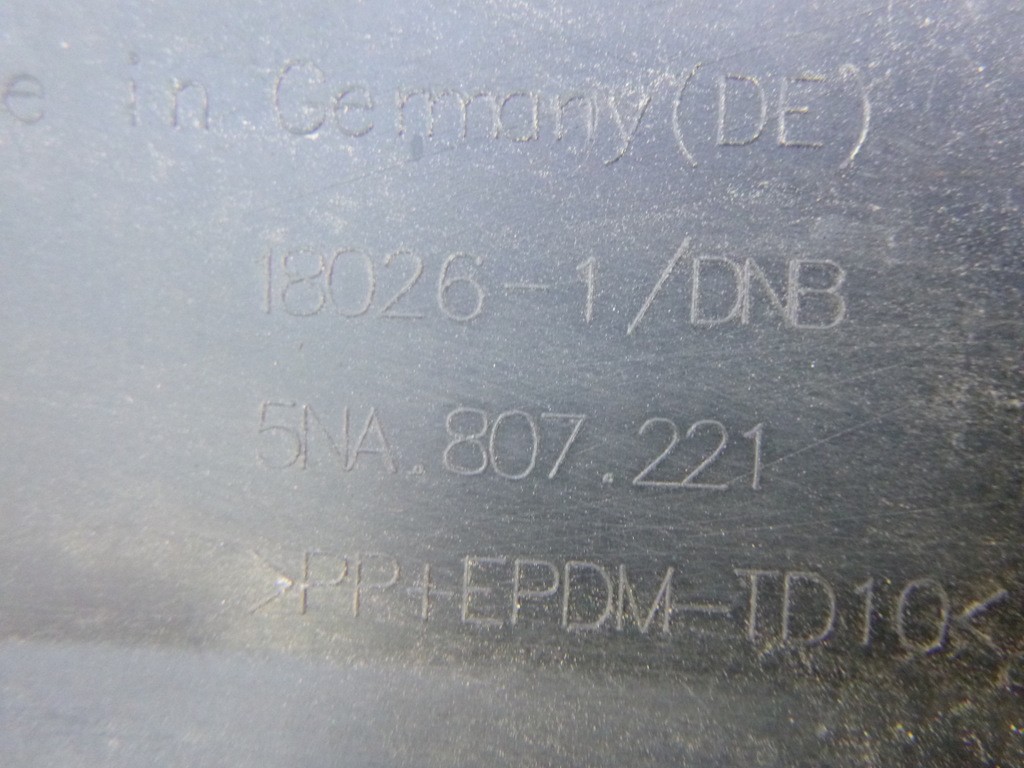 e in Germany (DE)
18026-1/DNB
5NA.807.221
>PP+EPDM-TD10<